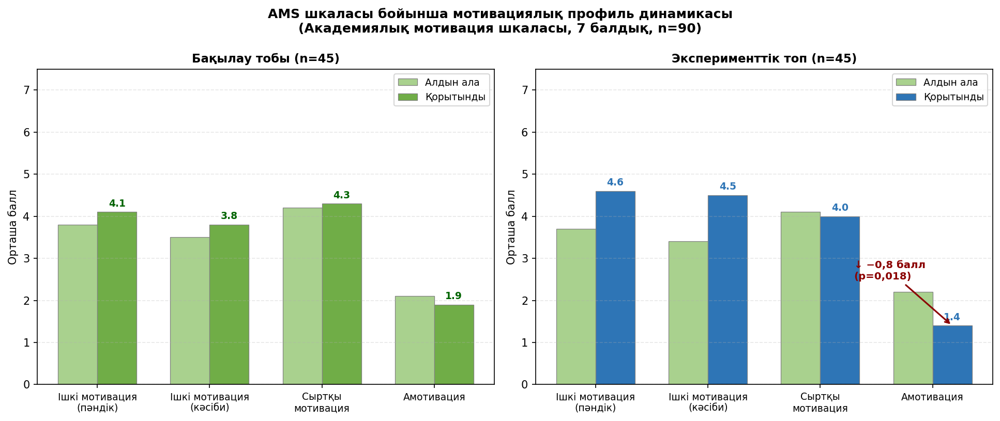 AMS шкаласы бойынша мотивациялық профиль динамикасы
(Академиялық мотивация шкаласы, 7 балдық, n=90)
Бақылау тобы (n=45)
Алдын ала
Қорытынды
Орташа балл
7
6
5
4
3
2
1
0
4.1
3.8
4.3
1.9
Ішкі мотивация
(пәндік)
Ішкі мотивация
(кәсіби)
Сыртқы
мотивация
Амотивация
Эксперименттік топ (n=45)
Алдын ала
Қорытынды
Орташа балл
7
6
5
4
3
2
1
0
4.6
4.5
4.0
↓ −0,8 балл
(p=0,018)
1.4
Ішкі мотивация
(пәндік)
Ішкі мотивация
(кәсіби)
Сыртқы
мотивация
Амотивация